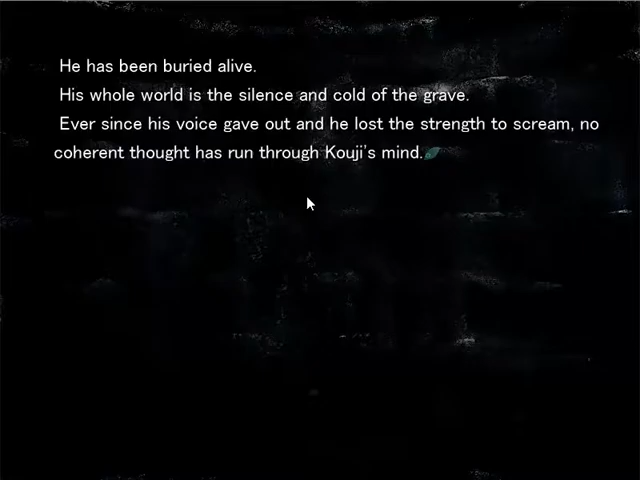 He has been buried alive.
His whole world is the silence and cold of the grave.
Ever since his voice gave out and he lost the strength to scream, no
coherent thought has run through Kouji's mind.